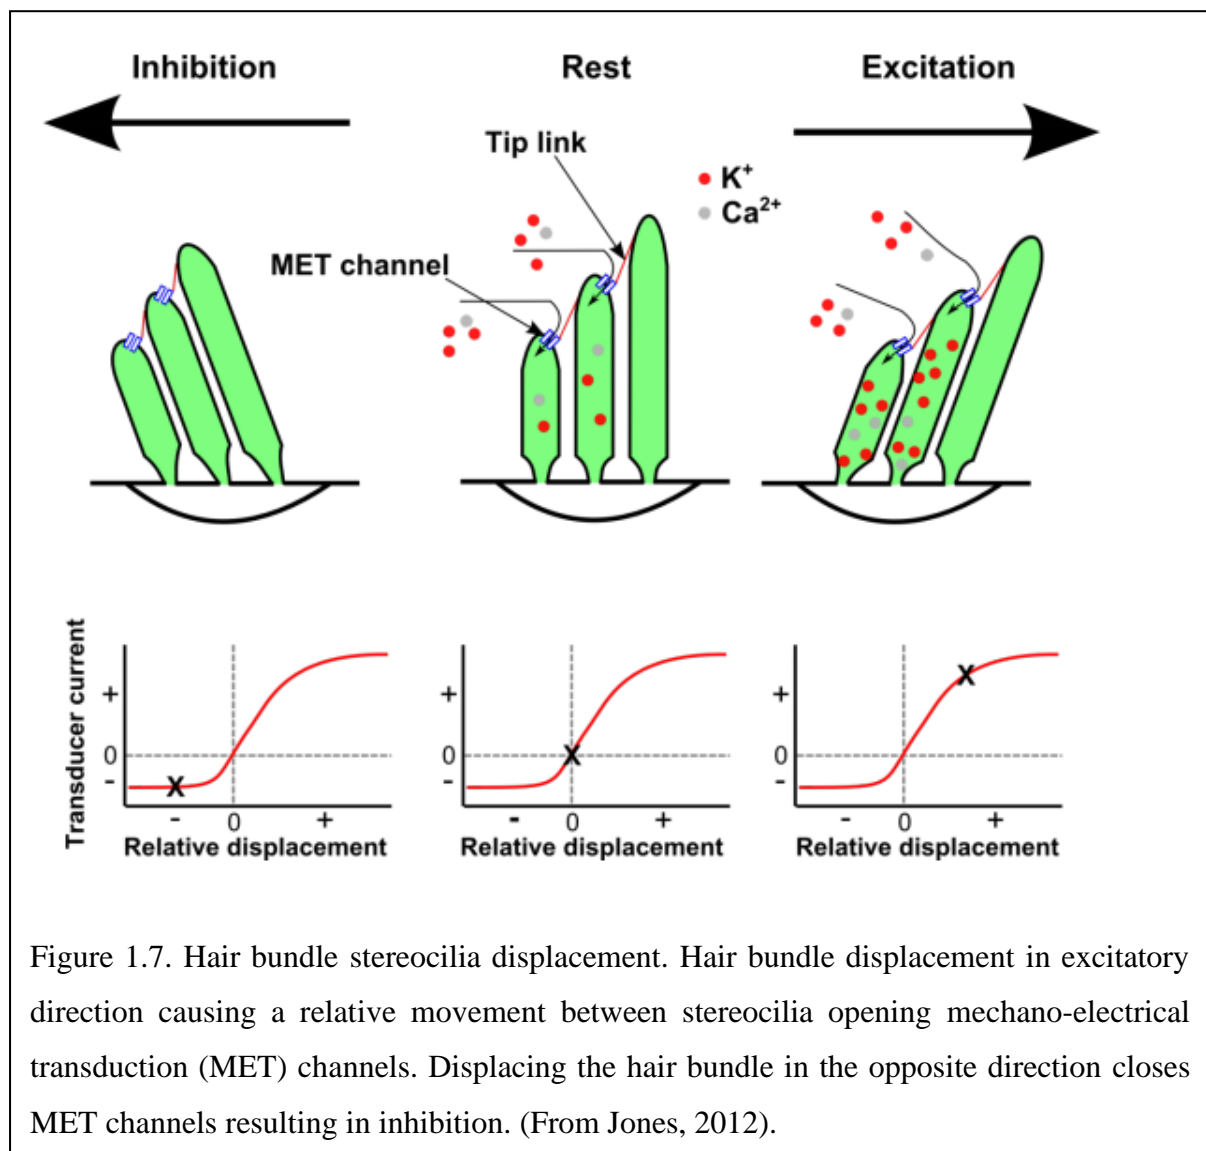 Inhibition
Rest
Excitation
Tip link
K⁺
Ca²⁺
MET channel
Transducer current
+
0
-
- 0 +
Relative displacement
+
0
-
- 0 +
Relative displacement
+
0
-
- 0 +
Relative displacement
X
X
X
Figure 1.7. Hair bundle stereocilia displacement. Hair bundle displacement in excitatory
direction causing a relative movement between stereocilia opening mechano-electrical
transduction (MET) channels. Displacing the hair bundle in the opposite direction closes
MET channels resulting in inhibition. (From Jones, 2012).